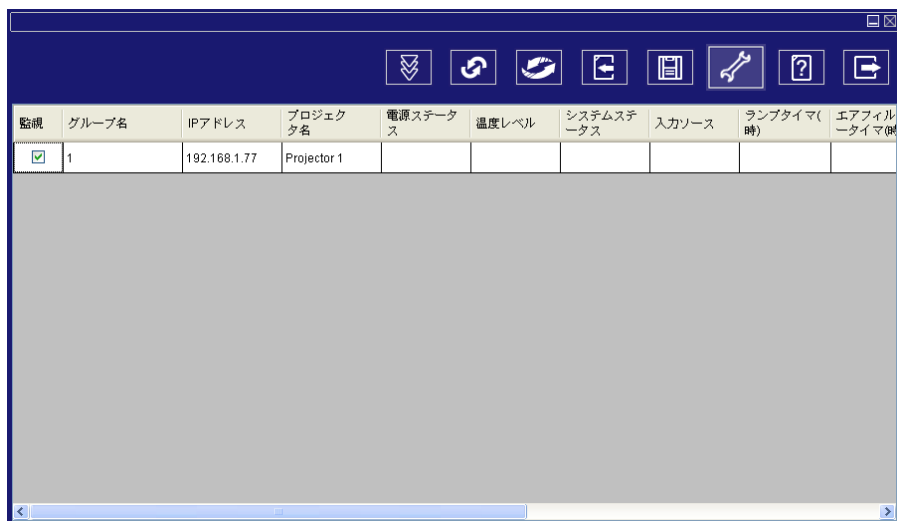 監視 グループ名 IPアドレス プロジェク 電源ステータ 温度レベル システムステ 入力ソース ランプタイマ( エアフィル
タ名 ス ータス 時) ータイマ(時
1 192.168.1.77 Projector 1